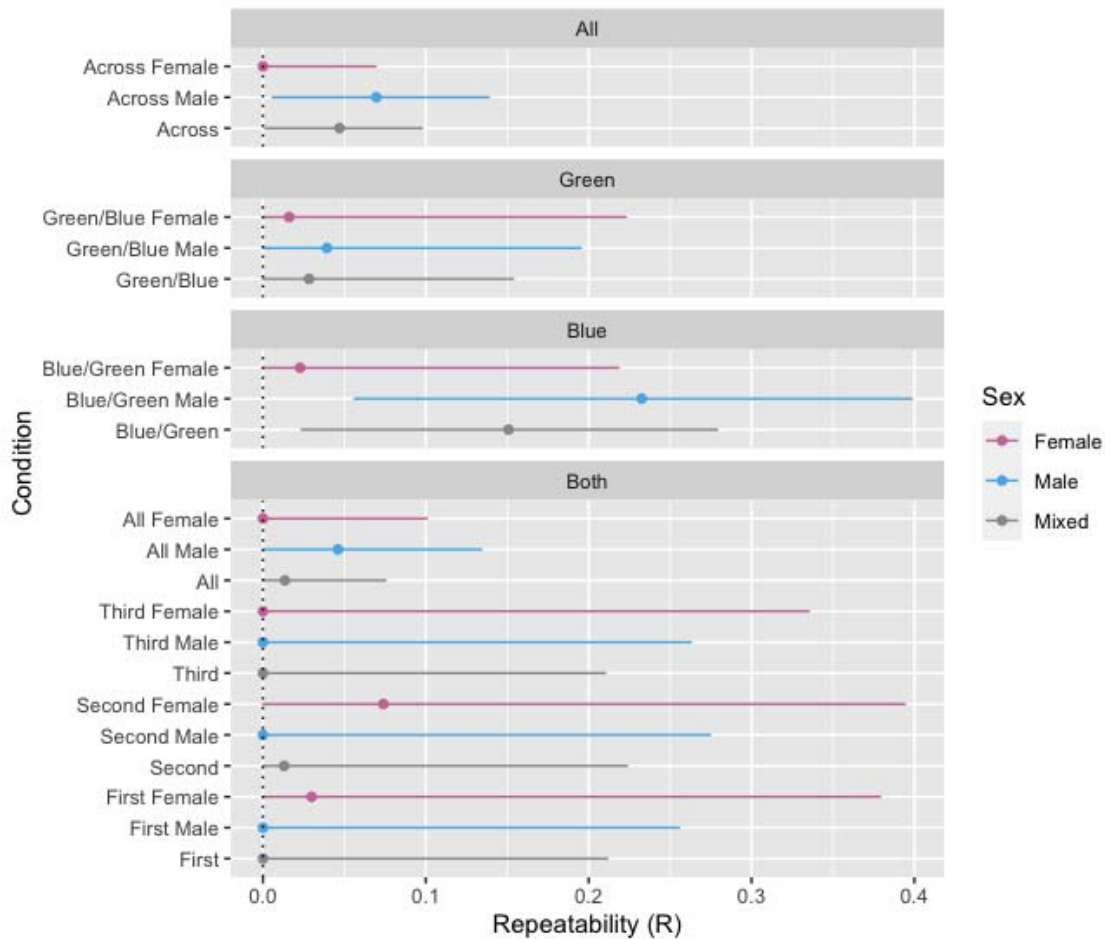 All
Across Female
Across Male
Across
Green
Green/Blue Female
Green/Blue Male
Green/Blue
Blue
Blue/Green Female
Blue/Green Male
Blue/Green
Both
All Female
All Male
All
Third Female
Third Male
Third
Second Female
Second Male
Second
First Female
First Male
First
0.0 0.1 0.2 0.3 0.4
Repeatability (R)
Condition
Sex
Female
Male
Mixed